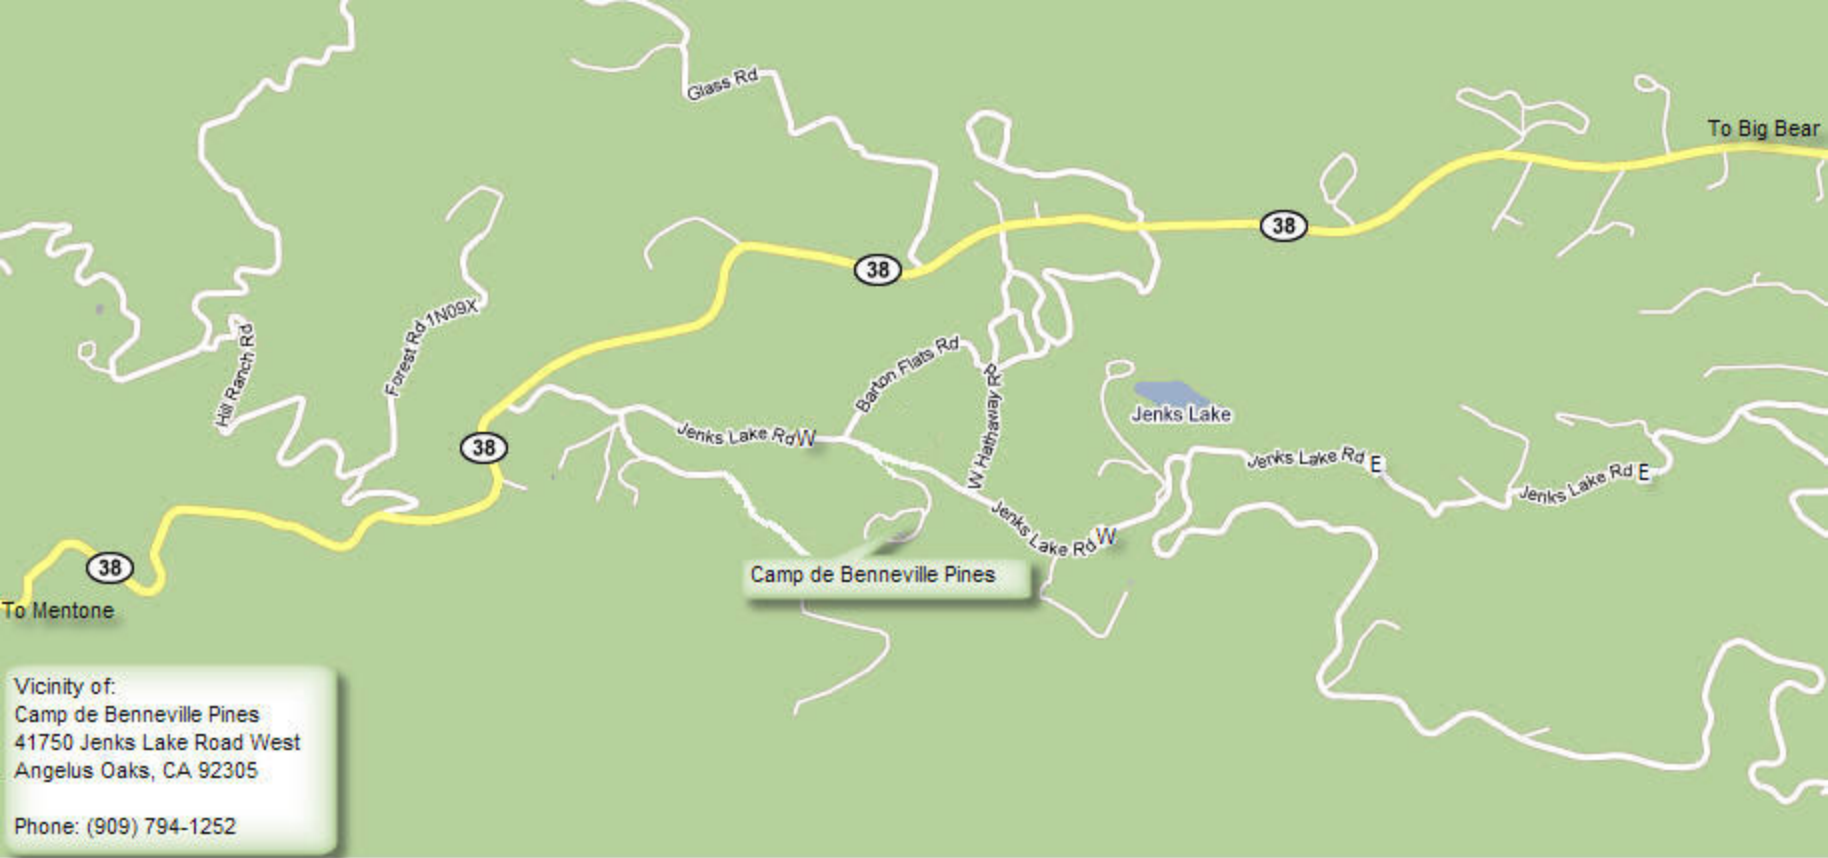 Glass Rd
To Big Bear
38
38
Forest Rd 1N09X
Hill Ranch Rd
Barton Flats Rd
W Hathaway Rd
Jenks Lake
38
Jenks Lake Rd W
Jenks Lake Rd E
Jenks Lake Rd E
Jenks Lake Rd W
38
Camp de Benneville Pines
To Mentone
Vicinity of:
Camp de Benneville Pines
41750 Jenks Lake Road West
Angelus Oaks, CA 92305
Phone: (909) 794-1252